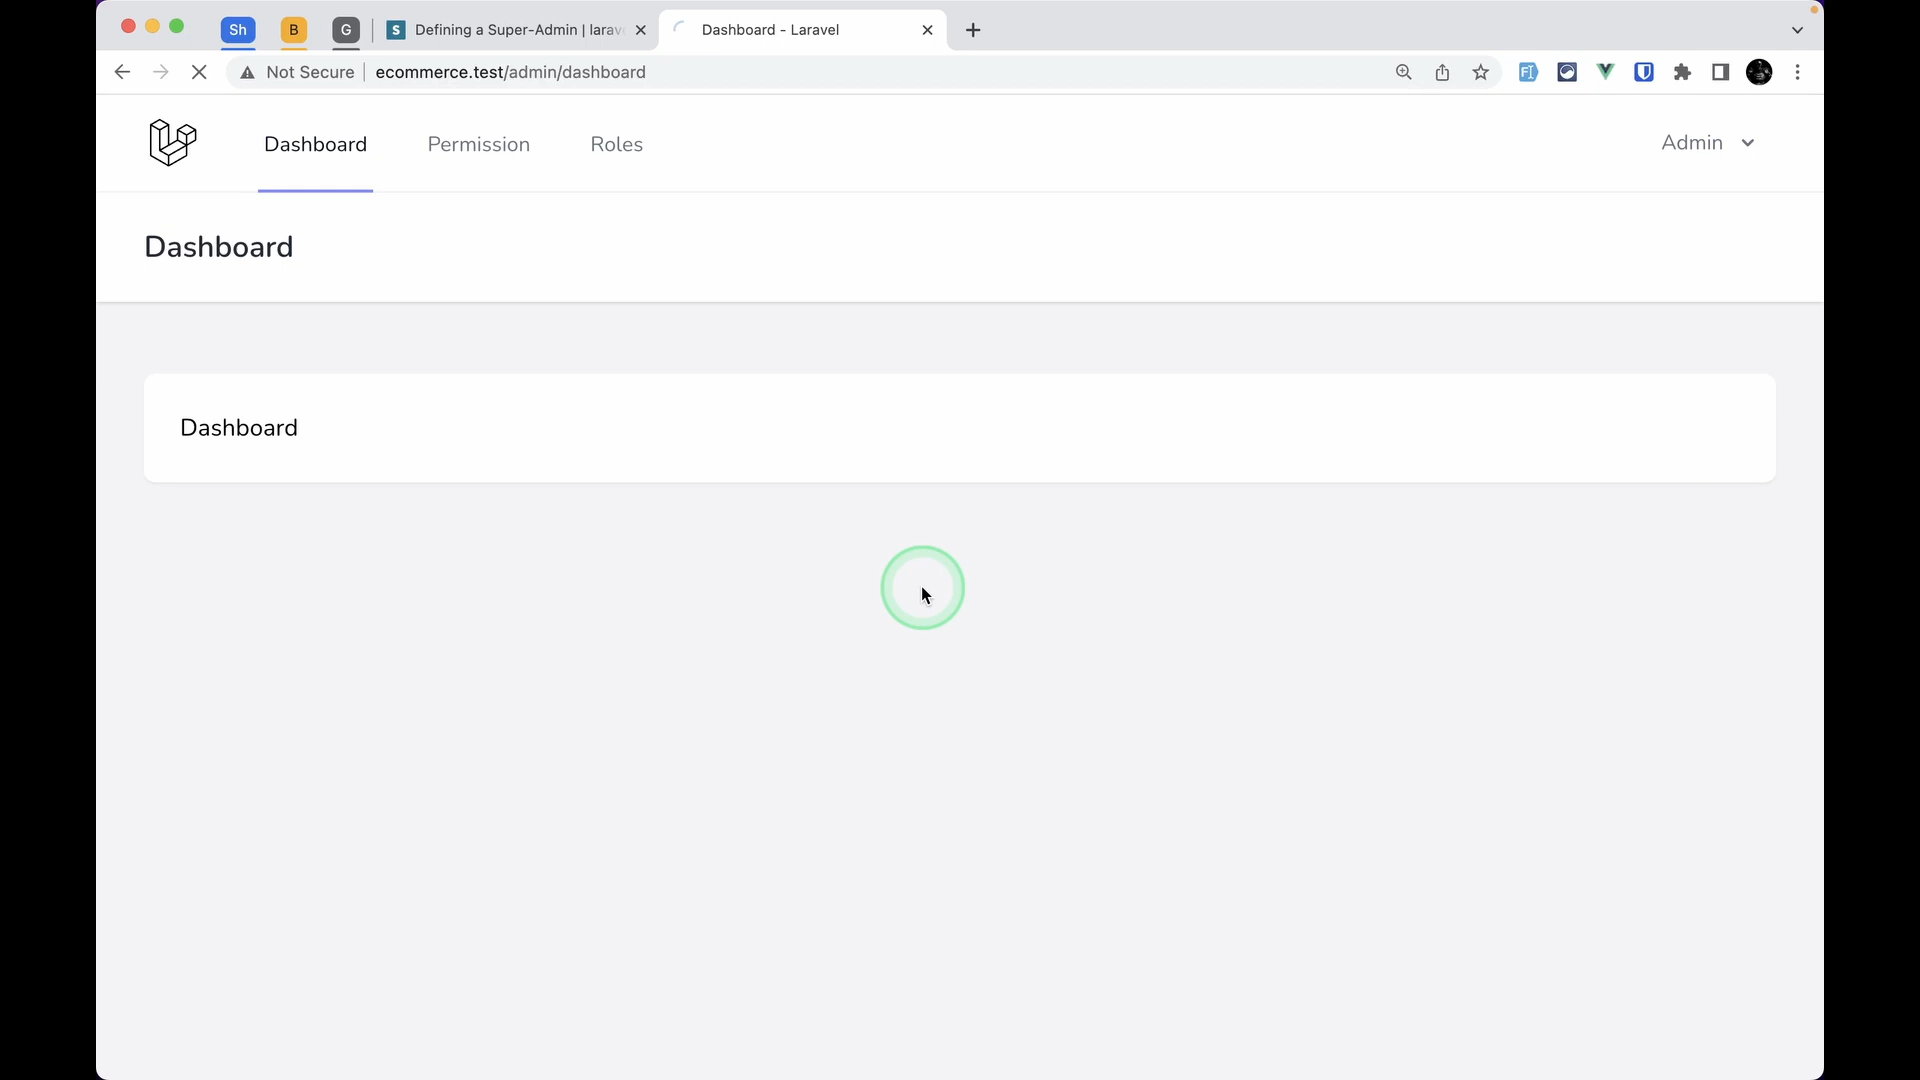 Sh B G S Defining a Super-Admin | larav Dashboard - Laravel
Not Secure ecommerce.test/admin/dashboard
Dashboard Permission Roles Admin
Dashboard
Dashboard